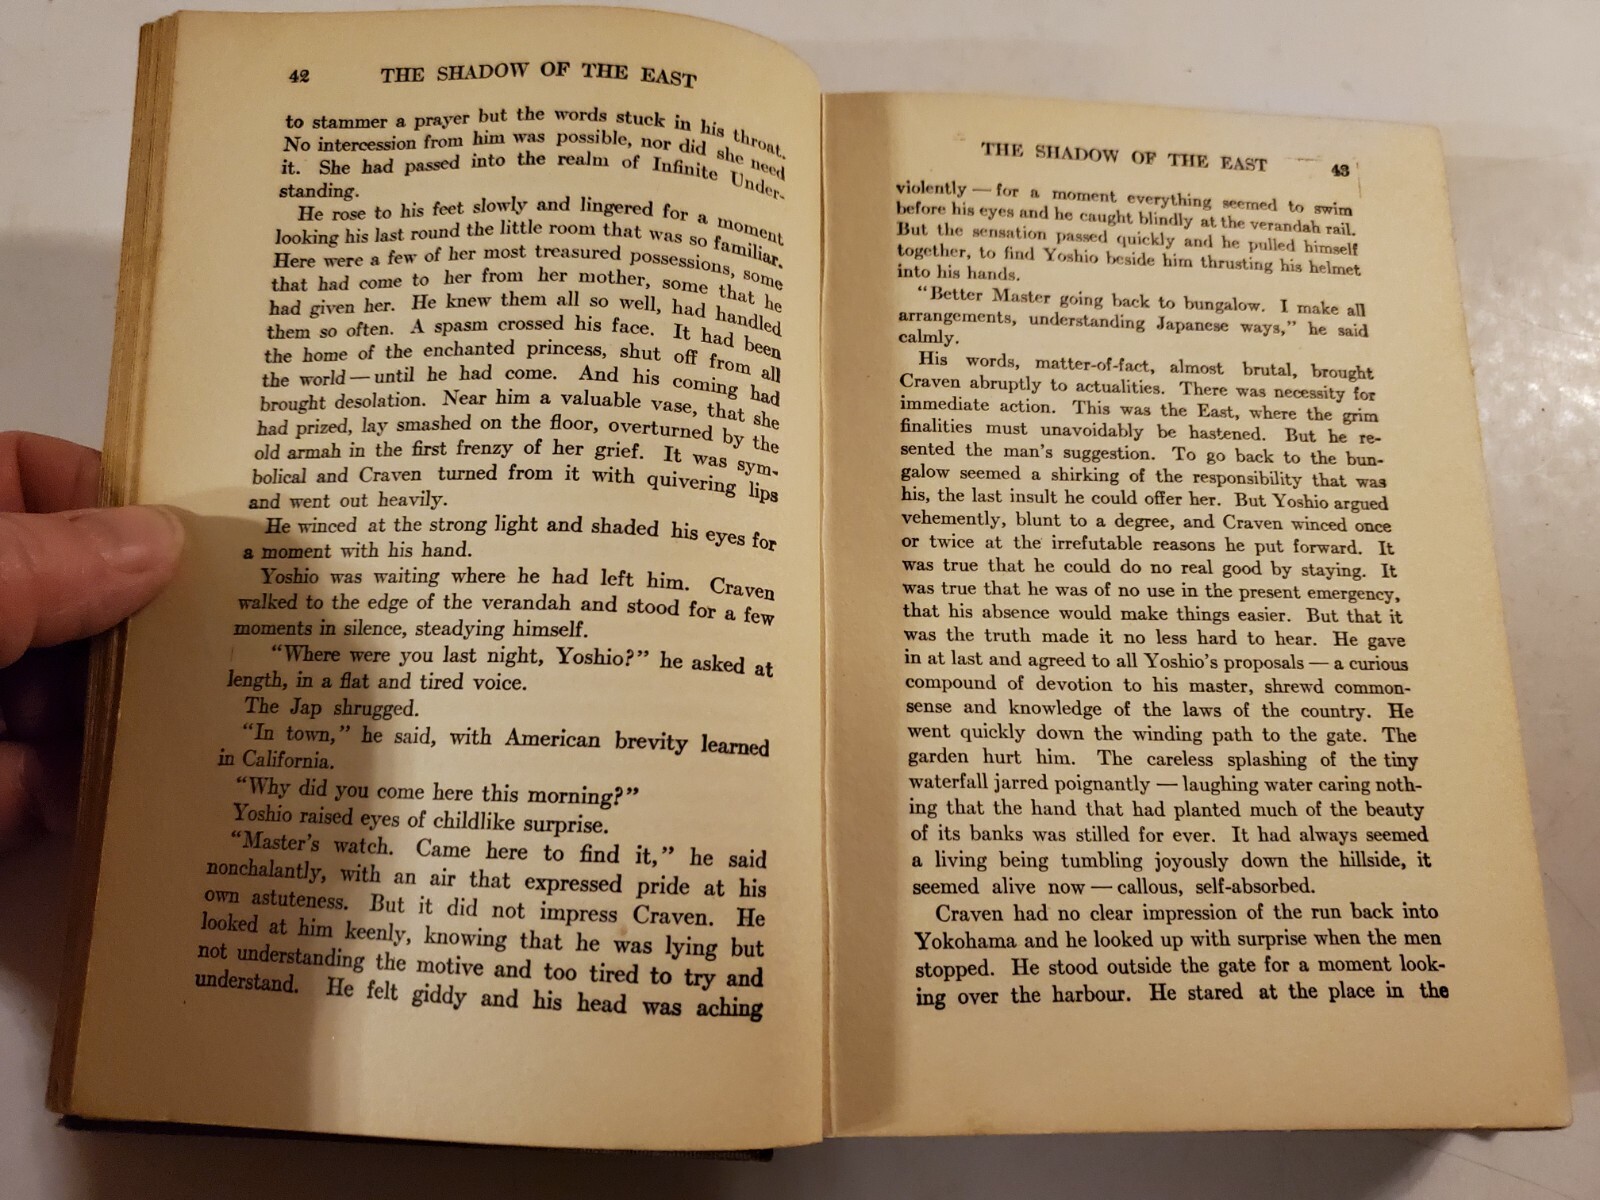 42 THE SHADOW OF THE EAST
to stammer a prayer but the words stuck in his throat.
No intercession from him was possible, nor did she need
it. She had passed into the realm of Infinite Under-
standing.
He rose to his feet slowly and lingered for a moment
looking his last round the little room that was so familiar.
Here were a few of her most treasured possessions, some
that had come to her from her mother, some that he
had given her. He knew them all so well, had handled
them so often. A spasm crossed his face. It had been
the home of the enchanted princess, shut off from all
the world — until he had come. And his coming had
brought desolation. Near him a valuable vase, that she
had prized, lay smashed on the floor, overturned by the
old armah in the first frenzy of her grief. It was sym-
bolical and Craven turned from it with quivering lips
and went out heavily.
He winced at the strong light and shaded his eyes for
a moment with his hand.
Yoshio was waiting where he had left him. Craven
walked to the edge of the verandah and stood for a few
moments in silence, steadying himself.
"Where were you last night, Yoshio?" he asked at
length, in a flat and tired voice.
The Jap shrugged.
"In town," he said, with American brevity learned
in California.
"Why did you come here this morning?"
Yoshio raised eyes of childlike surprise.
"Master's watch. Came here to find it," he said
nonchalantly, with an air that expressed pride at his
own astuteness. But it did not impress Craven. He
looked at him keenly, knowing that he was lying but
not understanding the motive and too tired to try and
understand. He felt giddy and his head was aching
THE SHADOW OF THE EAST 43
violently — for a moment everything seemed to swim
before his eyes and he caught blindly at the verandah rail.
But the sensation passed quickly and he pulled himself
together, to find Yoshio beside him thrusting his helmet
into his hands.
"Better Master going back to bungalow. I make all
arrangements, understanding Japanese ways," he said
calmly.
His words, matter-of-fact, almost brutal, brought
Craven abruptly to actualities. There was necessity for
immediate action. This was the East, where the grim
finalities must unavoidably be hastened. But he re-
sented the man's suggestion. To go back to the bun-
galow seemed a shirking of the responsibility that was
his, the last insult he could offer her. But Yoshio argued
vehemently, blunt to a degree, and Craven winced once
or twice at the irrefutable reasons he put forward. It
was true that he could do no real good by staying. It
was true that he was of no use in the present emergency,
that his absence would make things easier. But that it
was the truth made it no less hard to hear. He gave
in at last and agreed to all Yoshio's proposals — a curious
compound of devotion to his master, shrewd common-
sense and knowledge of the laws of the country. He
went quickly down the winding path to the gate. The
garden hurt him. The careless splashing of the tiny
waterfall jarred poignantly — laughing water caring noth-
ing that the hand that had planted much of the beauty
of its banks was stilled for ever. It had always seemed
a living being tumbling joyously down the hillside, it
seemed alive now — callous, self-absorbed.
Craven had no clear impression of the run back into
Yokohama and he looked up with surprise when the men
stopped. He stood outside the gate for a moment look-
ing over the harbour. He stared at the place in the